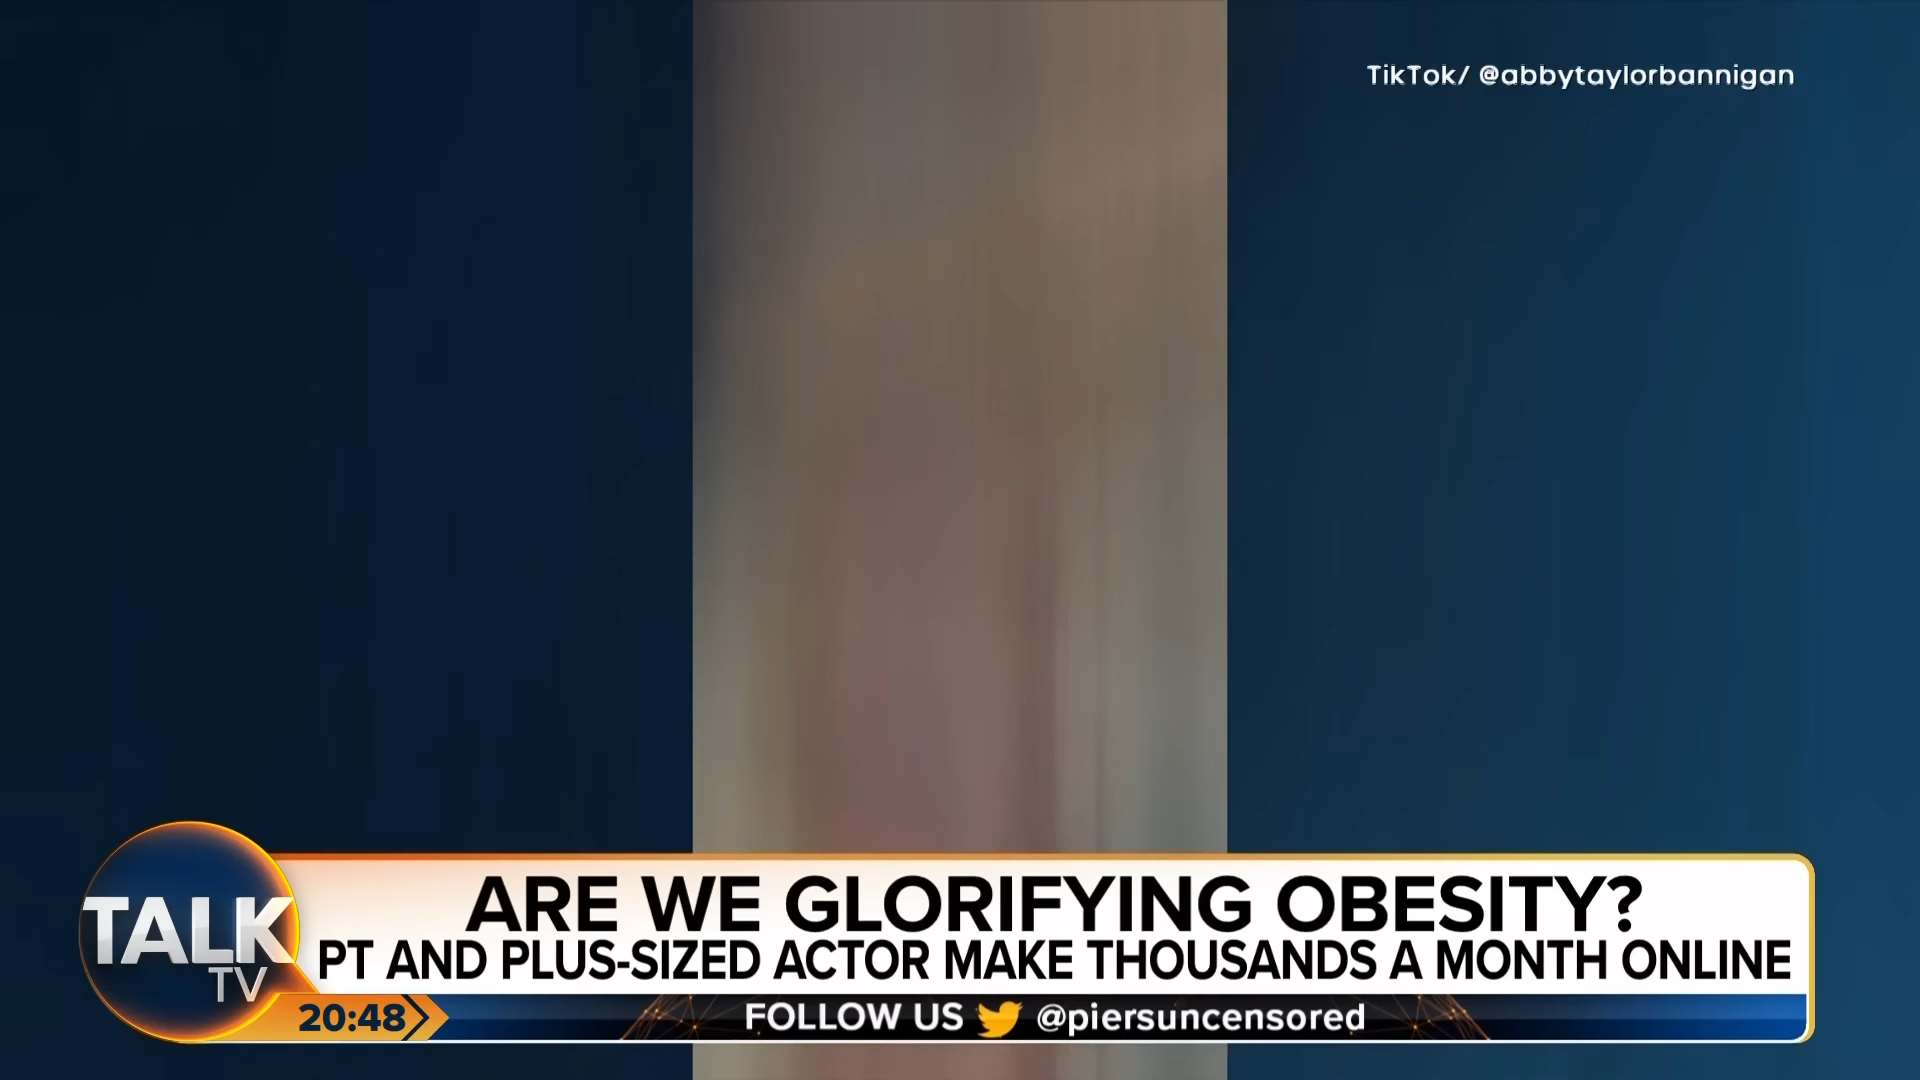 TikTok/ @abbytaylorbannigan
ARE WE GLORIFYING OBESITY?
PT AND PLUS-SIZED ACTOR MAKE THOUSANDS A MONTH ONLINE
TALK
TV
20:48
FOLLOW US @piersuncensored